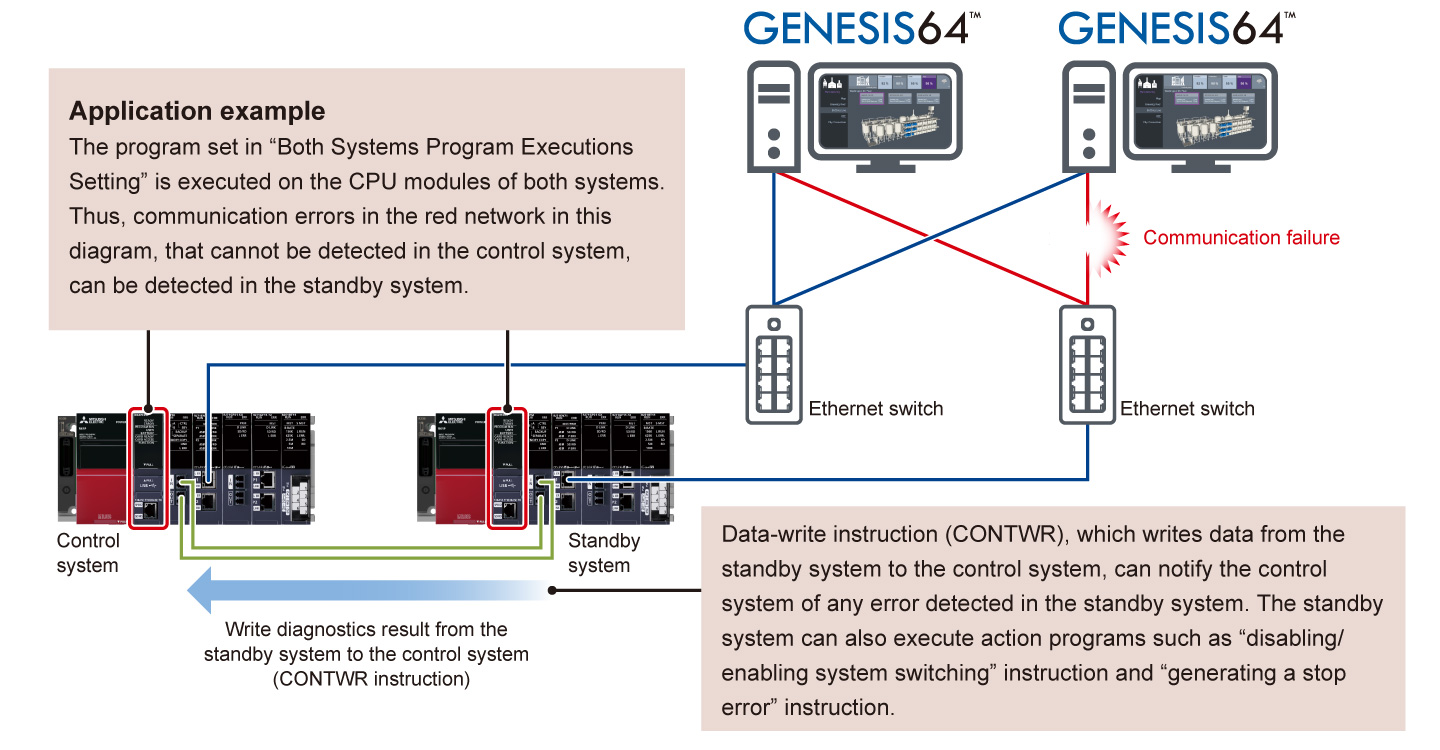 GENESIS64™
GENESIS64™
Application example
The program set in “Both Systems Program Executions
Setting” is executed on the CPU modules of both systems.
Thus, communication errors in the red network in this
diagram, that cannot be detected in the control system,
can be detected in the standby system.
Communication failure
Ethernet switch
Ethernet switch
MITSUBISHI
ELECTRIC
MITSUBISHI
ELECTRIC
Control
system
Standby
system
Write diagnostics result from the
standby system to the control system
(CONTWR instruction)
Data-write instruction (CONTWR), which writes data from the
standby system to the control system, can notify the control
system of any error detected in the standby system. The standby
system can also execute action programs such as “disabling/
enabling system switching” instruction and “generating a stop
error” instruction.